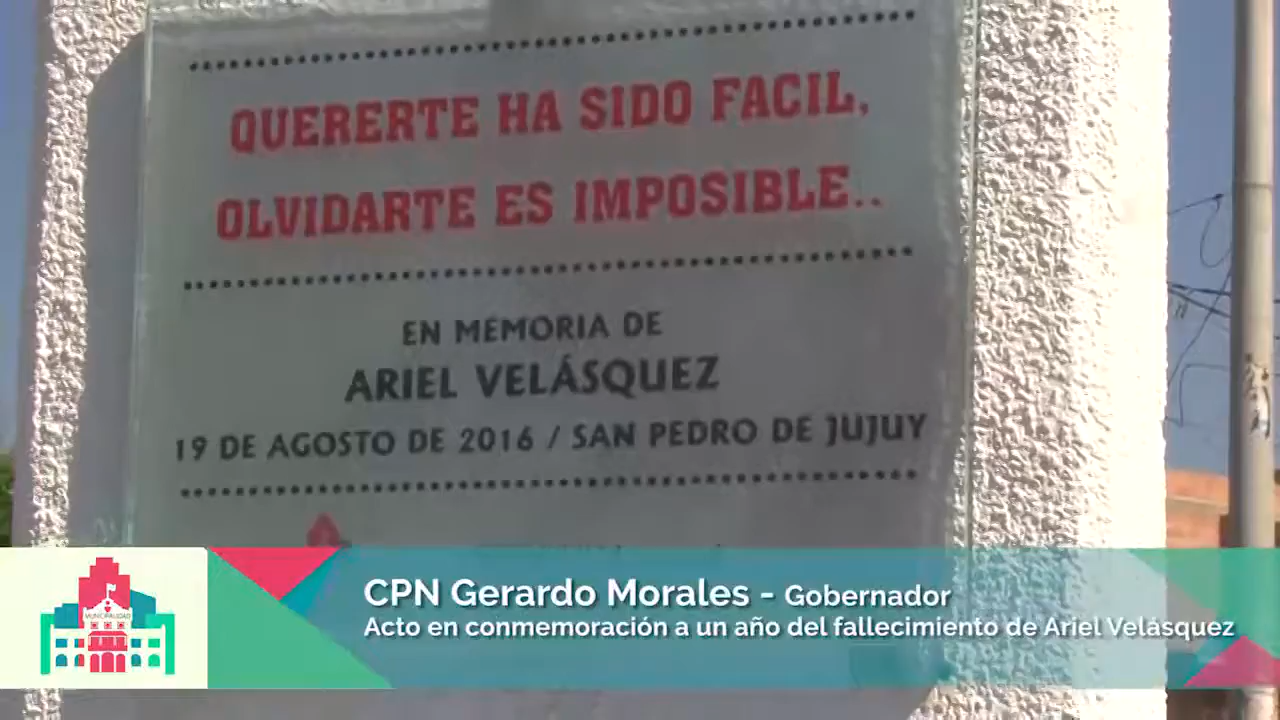 QUERERTE HA SIDO FACIL,
OLVIDARTE ES IMPOSIBLE..
EN MEMORIA DE
ARIEL VELÁSQUEZ
19 DE AGOSTO DE 2016 / SAN PEDRO DE JUJUY
MUNICIPALIDAD
CPN Gerardo Morales - Gobernador
Acto en conmemoración a un año del fallecimiento de Ariel Velásquez